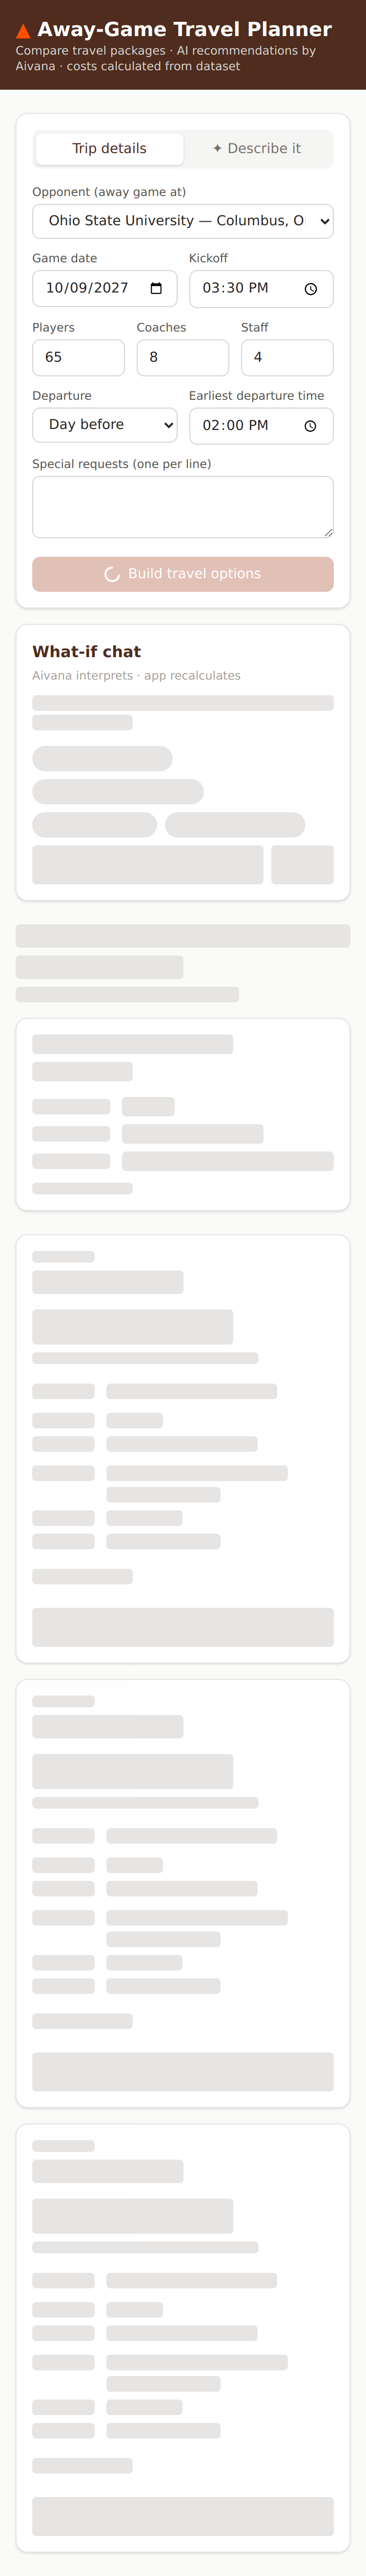 Away-Game Travel Planner
Compare travel packages · AI recommendations by
Aivana · costs calculated from dataset
Trip details
✦ Describe it
Opponent (away game at)
Ohio State University — Columbus, O
Game date
Kickoff
10/09/2027
03:30 PM
Players
Coaches
Staff
65
8
4
Departure
Earliest departure time
Day before
02:00 PM
Special requests (one per line)
Build travel options
What-if chat
Aivana interprets · app recalculates